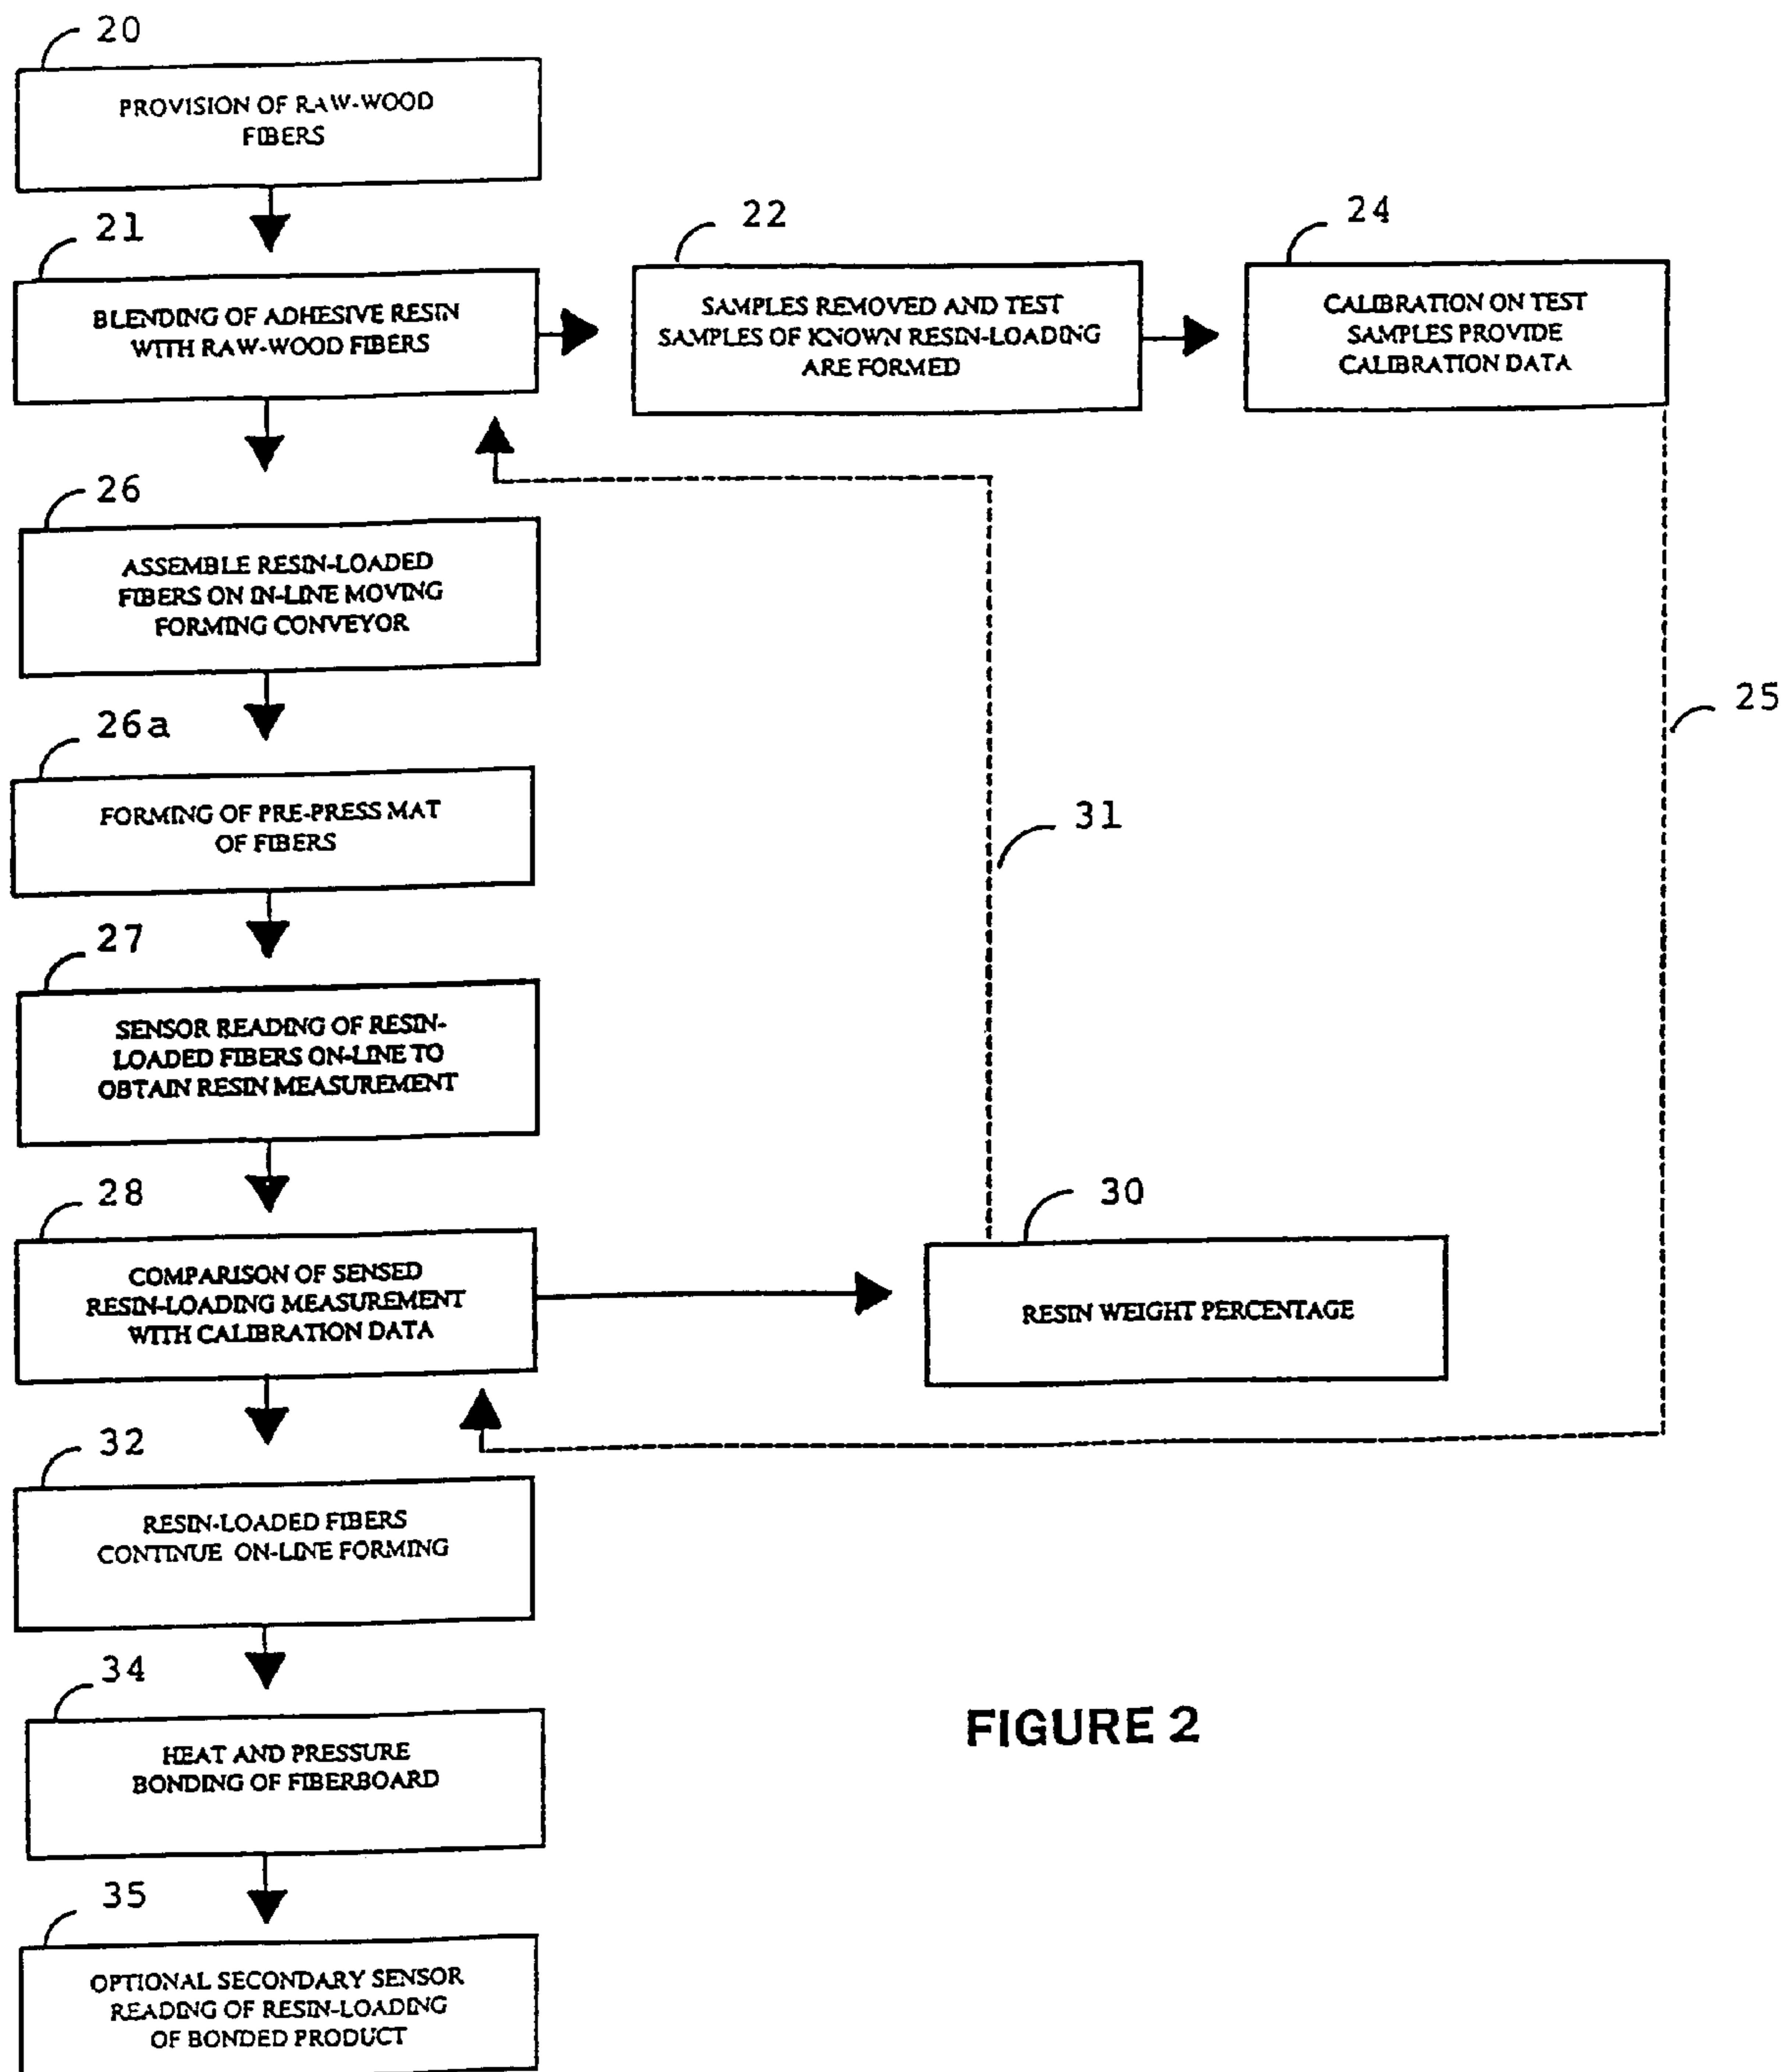 20
PROVISION OF RAW-WOOD
FIBERS
21
BLENDING OF ADHESIVE RESIN
WITH RAW-WOOD FIBERS
22
SAMPLES REMOVED AND TEST
SAMPLES OF KNOWN RESIN-LOADING
ARE FORMED
24
CALIBRATION ON TEST
SAMPLES PROVIDE
CALIBRATION DATA
25
26
ASSEMBLE RESIN-LOADED
FIBERS ON IN-LINE MOVING
FORMING CONVEYOR
26a
FORMING OF PRE-PRESS MAT
OF FIBERS
31
27
SENSOR READING OF RESIN-
LOADED FIBERS ON-LINE TO
OBTAIN RESIN MEASUREMENT
28
COMPARISON OF SENSED
RESIN-LOADING MEASUREMENT
WITH CALIBRATION DATA
30
RESIN WEIGHT PERCENTAGE
32
RESIN-LOADED FIBERS
CONTINUE ON-LINE FORMING
34
HEAT AND PRESSURE
BONDING OF FIBERBOARD
35
OPTIONAL SECONDARY SENSOR
READING OF RESIN-LOADING
OF BONDED PRODUCT
FIGURE 2